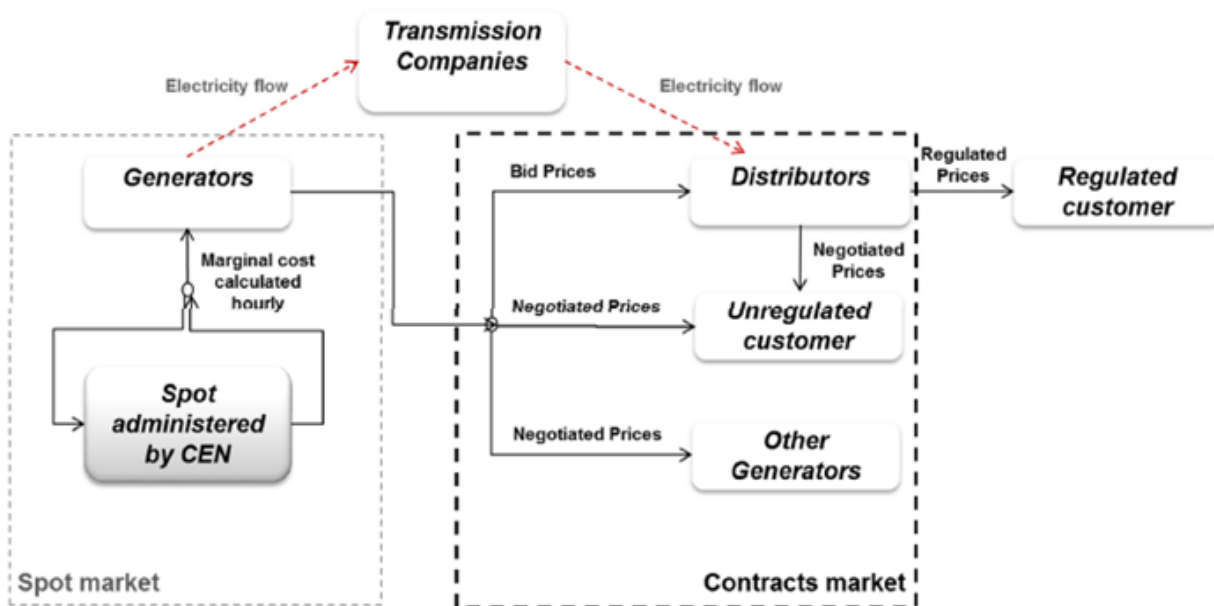 Transmission
Companies
Electricity flow
Electricity flow
Generators
Bid Prices
Distributors
Regulated
Prices
Regulated
customer
Marginal cost
calculated
hourly
Negotiated
Prices
Negotiated Prices
Unregulated
customer
Spot
administered
by CEN
Negotiated Prices
Other
Generators
Spot market
Contracts market